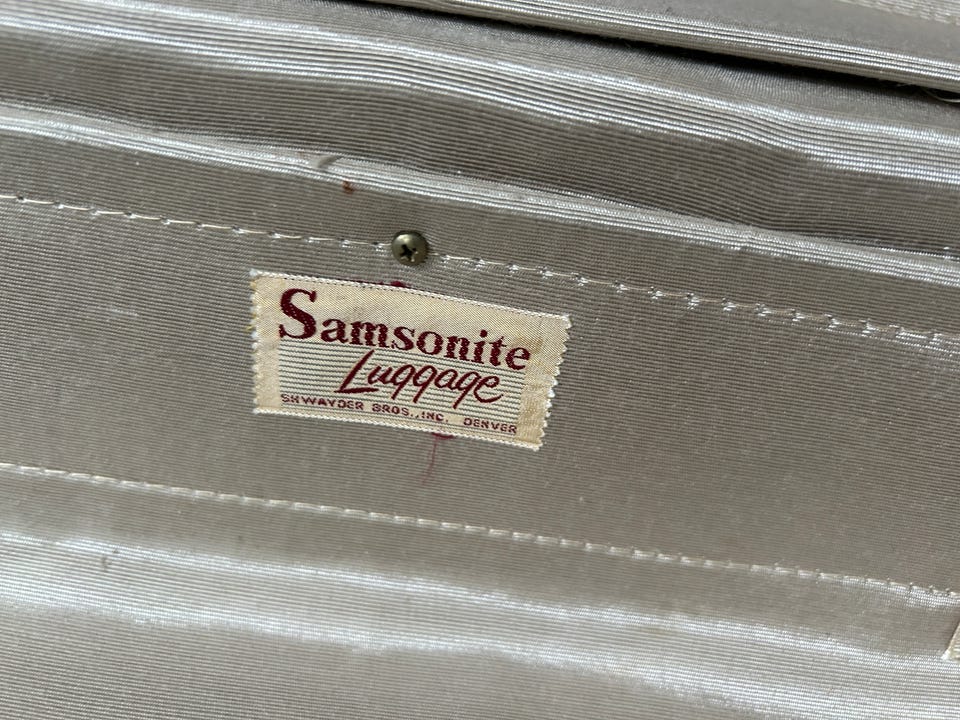 Samsonite
Luggage
SHWAYDER BROS., INC. DENVER